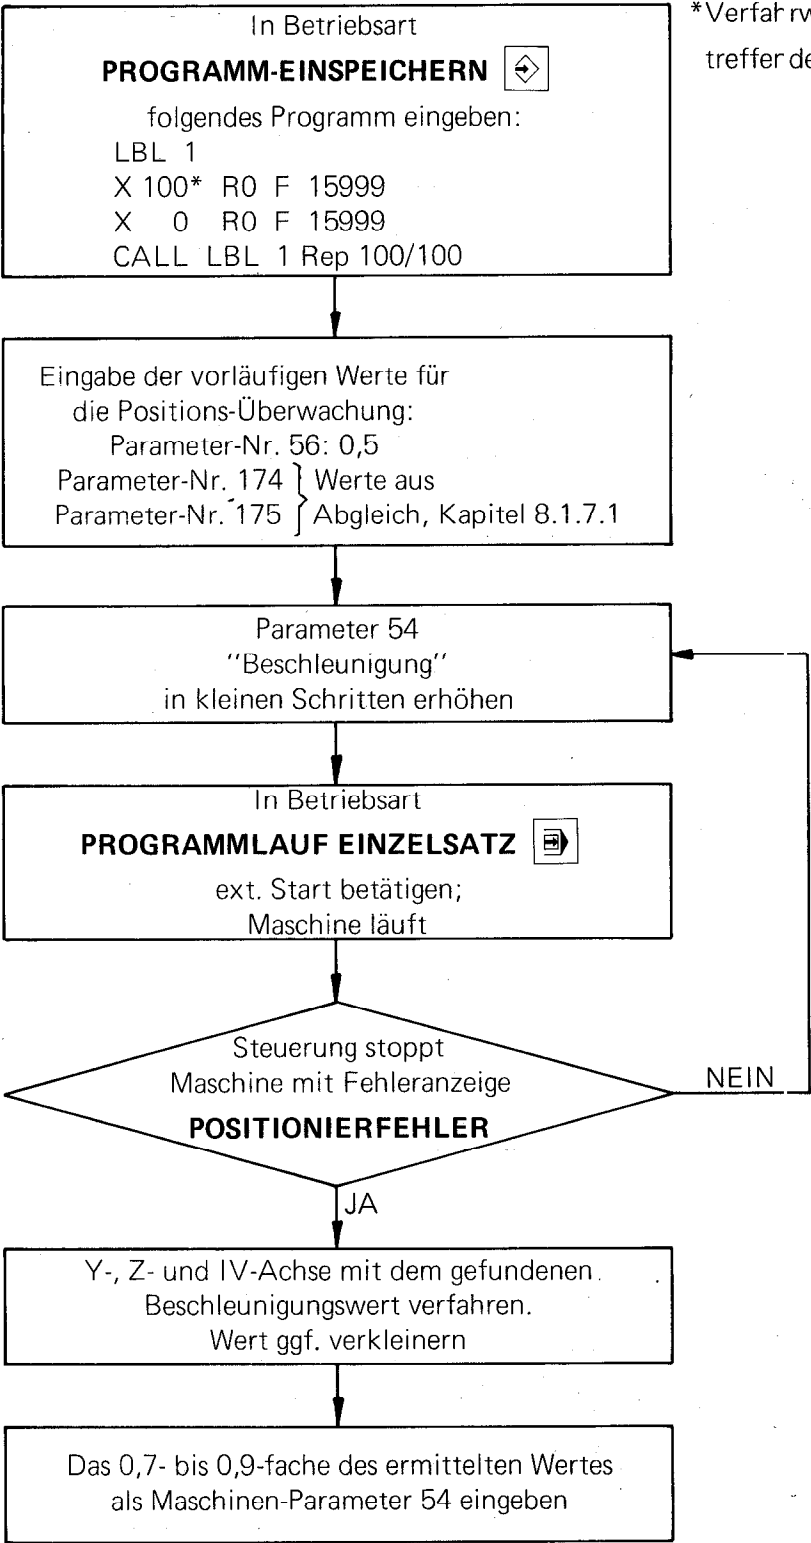 In Betriebsart
*Verfahrw
PROGRAMM-EINSPEICHERN
treffer de
folgendes Programm eingeben:
LBL 1
X 100* R0 F 15999
X 0 R0 F 15999
CALL LBL 1 Rep 100/100
Eingabe der vorläufigen Werte für
die Positions-Überwachung:
Parameter-Nr. 56: 0,5
Parameter-Nr. 174 } Werte aus
Parameter-Nr. 175 } Abgleich, Kapitel 8.1.7.1
Parameter 54
''Beschleunigung''
in kleinen Schritten erhöhen
In Betriebsart
PROGRAMMLAUF EINZELSATZ
ext. Start betätigen;
Maschine läuft
Steuerung stoppt
Maschine mit Fehleranzeige
POSITIONIERFEHLER
NEIN
JA
Y-, Z- und IV-Achse mit dem gefundenen
Beschleunigungswert verfahren.
Wert ggf. verkleinern
Das 0,7- bis 0,9-fache des ermittelten Wertes
als Maschinen-Parameter 54 eingeben